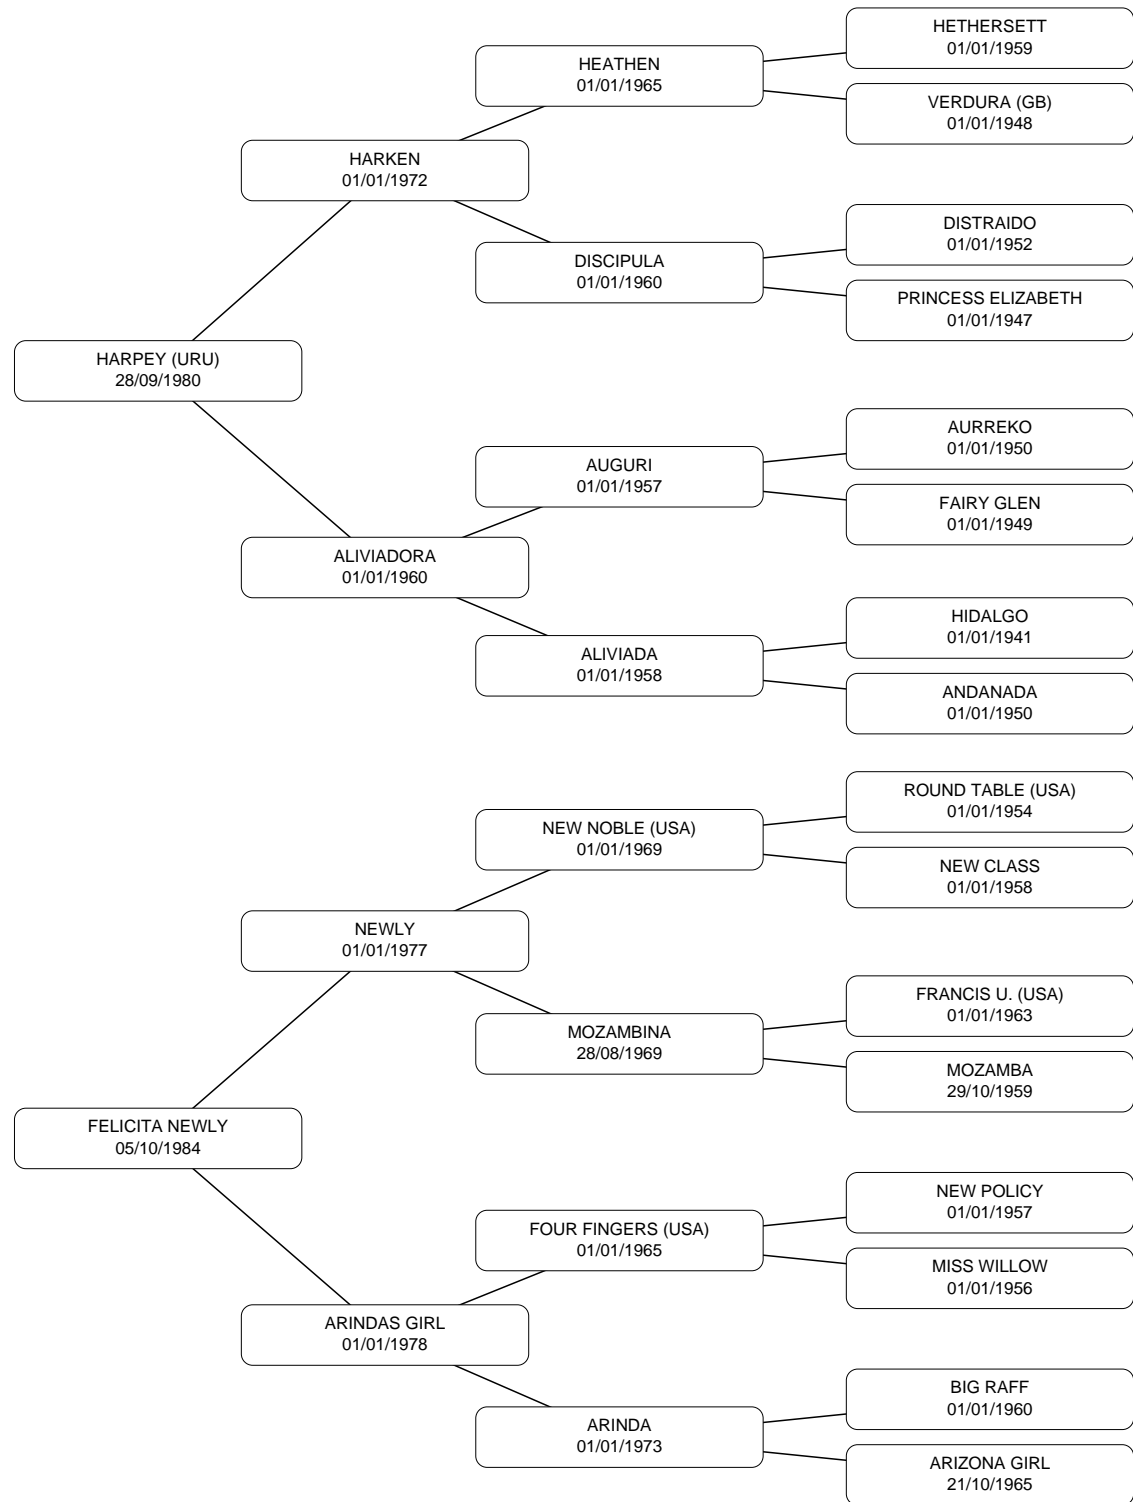 HETHERSETT
01/01/1959
HEATHEN
01/01/1965
VERDURA (GB)
01/01/1948
HARKEN
01/01/1972
DISTRAIDO
01/01/1952
DISCIPULA
01/01/1960
PRINCESS ELIZABETH
01/01/1947
HARPEY (URU)
28/09/1980
AURREKO
01/01/1950
AUGURI
01/01/1957
FAIRY GLEN
01/01/1949
ALIVIADORA
01/01/1960
HIDALGO
01/01/1941
ALIVIADA
01/01/1958
ANDANADA
01/01/1950
ROUND TABLE (USA)
01/01/1954
NEW NOBLE (USA)
01/01/1969
NEW CLASS
01/01/1958
NEWLY
01/01/1977
FRANCIS U. (USA)
01/01/1963
MOZAMBINA
28/08/1969
MOZAMBA
29/10/1959
FELICITA NEWLY
05/10/1984
NEW POLICY
01/01/1957
FOUR FINGERS (USA)
01/01/1965
MISS WILLOW
01/01/1956
ARINDAS GIRL
01/01/1978
BIG RAFF
01/01/1960
ARINDA
01/01/1973
ARIZONA GIRL
21/10/1965